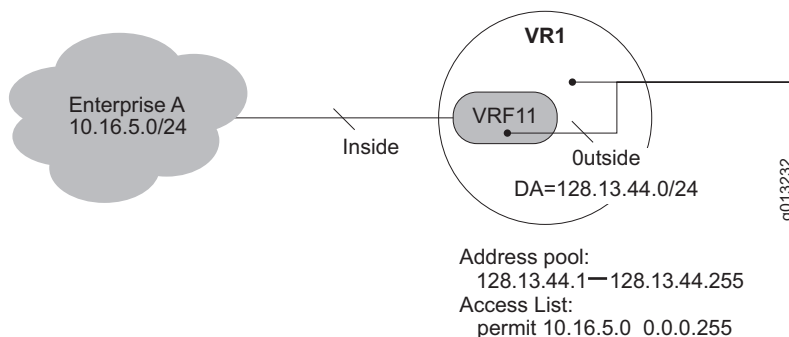 VR1
Enterprise A
10.16.5.0/24
VRF11
Inside
0utside
DA=128.13.44.0/24
g013232
Address pool:
128.13.44.1—128.13.44.255
Access List:
permit 10.16.5.0 0.0.0.255